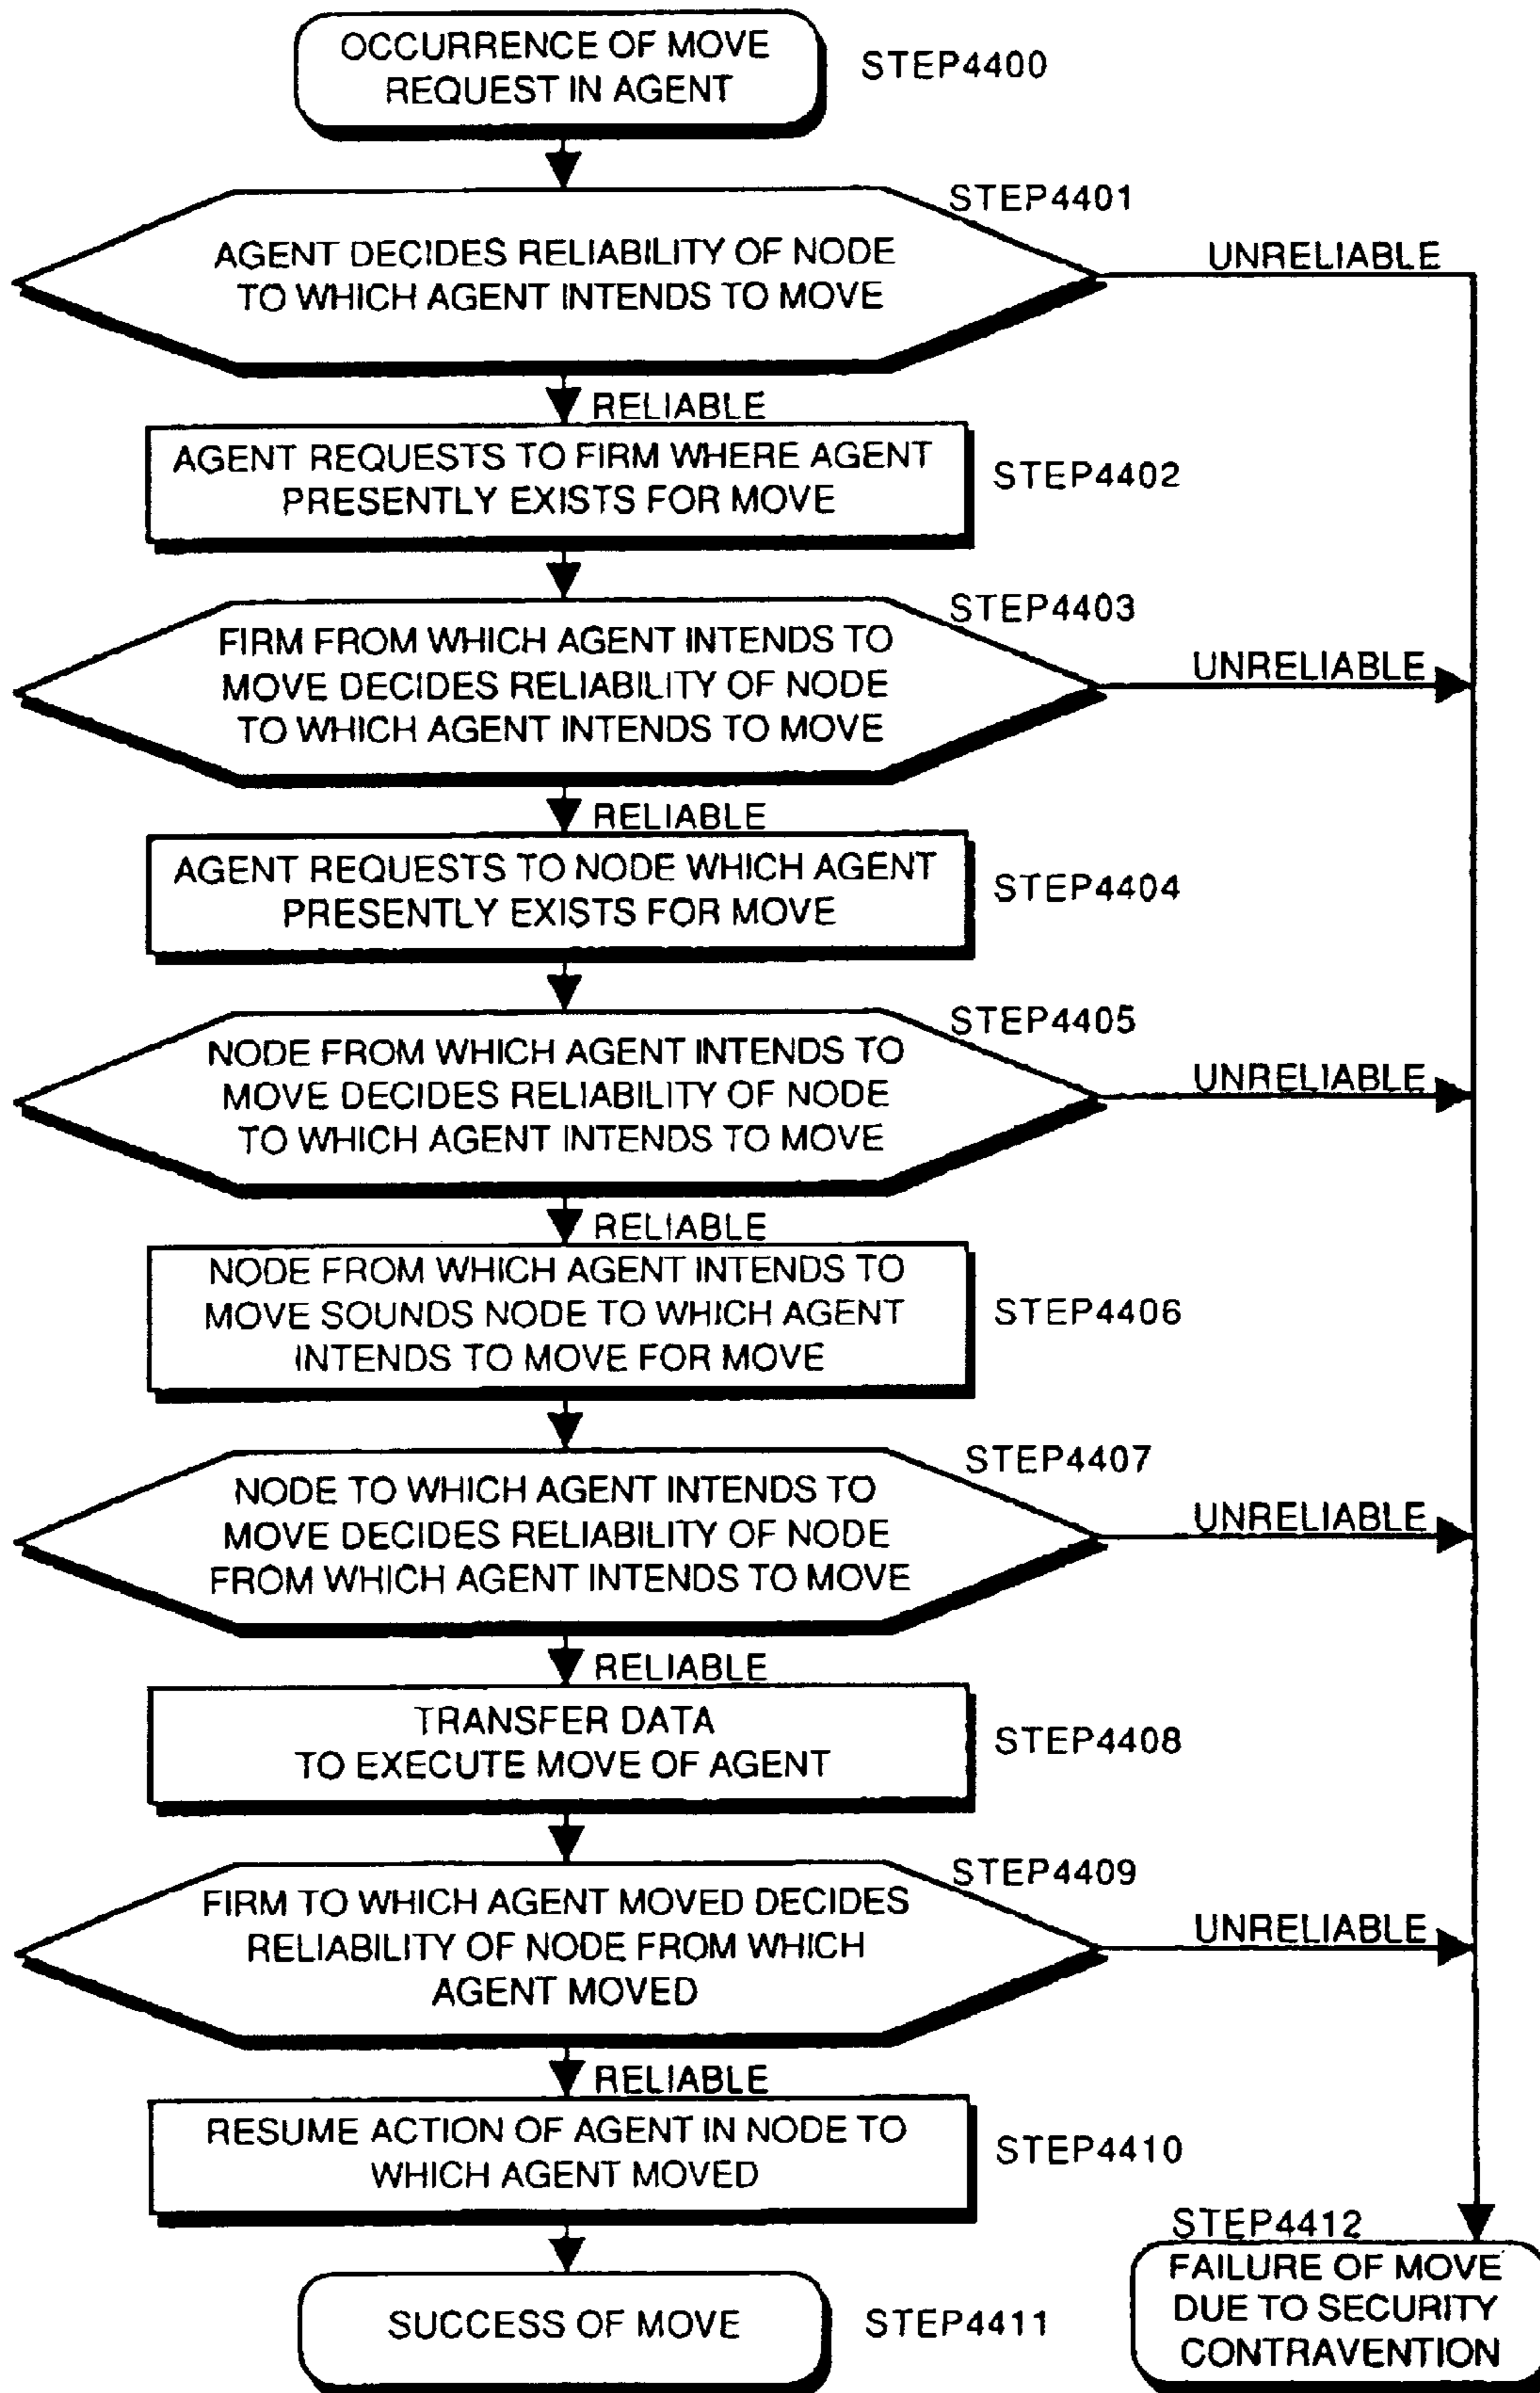 OCCURRENCE OF MOVE
REQUEST IN AGENT
STEP4400
STEP4401
AGENT DECIDES RELIABILITY OF NODE
TO WHICH AGENT INTENDS TO MOVE
UNRELIABLE
RELIABLE
AGENT REQUESTS TO FIRM WHERE AGENT
PRESENTLY EXISTS FOR MOVE
STEP4402
STEP4403
FIRM FROM WHICH AGENT INTENDS TO
MOVE DECIDES RELIABILITY OF NODE
TO WHICH AGENT INTENDS TO MOVE
UNRELIABLE
RELIABLE
AGENT REQUESTS TO NODE WHICH AGENT
PRESENTLY EXISTS FOR MOVE
STEP4404
STEP4405
NODE FROM WHICH AGENT INTENDS TO
MOVE DECIDES RELIABILITY OF NODE
TO WHICH AGENT INTENDS TO MOVE
UNRELIABLE
RELIABLE
NODE FROM WHICH AGENT INTENDS TO
MOVE SOUNDS NODE TO WHICH AGENT
INTENDS TO MOVE FOR MOVE
STEP4406
STEP4407
NODE TO WHICH AGENT INTENDS TO
MOVE DECIDES RELIABILITY OF NODE
FROM WHICH AGENT INTENDS TO MOVE
UNRELIABLE
RELIABLE
TRANSFER DATA
TO EXECUTE MOVE OF AGENT
STEP4408
STEP4409
FIRM TO WHICH AGENT MOVED DECIDES
RELIABILITY OF NODE FROM WHICH
AGENT MOVED
UNRELIABLE
RELIABLE
RESUME ACTION OF AGENT IN NODE TO
WHICH AGENT MOVED
STEP4410
SUCCESS OF MOVE
STEP4411
STEP4412
FAILURE OF MOVE
DUE TO SECURITY
CONTRAVENTION